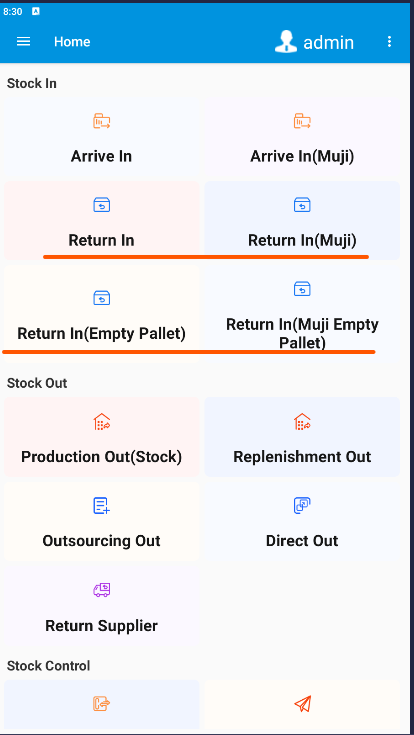 8:30 A
Home admin
Stock In
Arrive In Arrive In(Muji)
Return In Return In(Muji)
Return In(Empty Pallet) Return In(Muji Empty
Pallet)
Stock Out
Production Out(Stock) Replenishment Out
Outsourcing Out Direct Out
Return Supplier
Stock Control